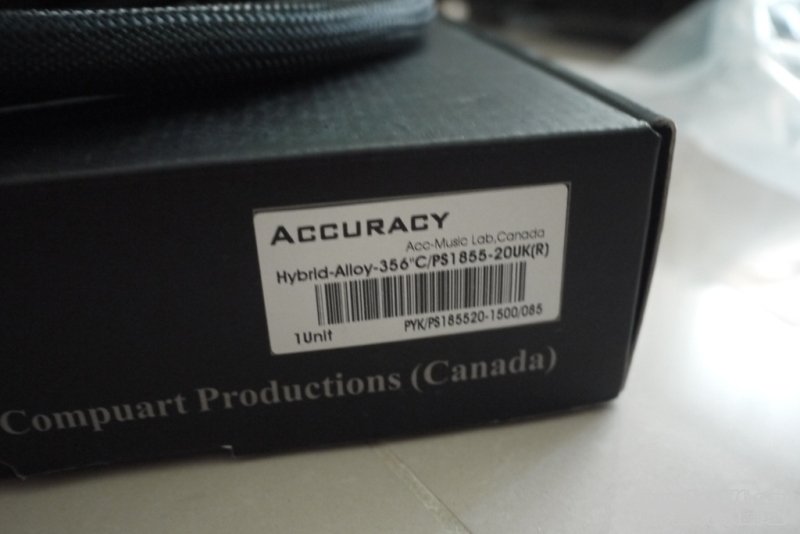 ACCURACY
Acc-Music Lab,Canada
Hybrid-Alloy-356"C/PS1855-20UK(R)
1Unit PYK/PS185520-1500/085
Compuart Productions (Canada)